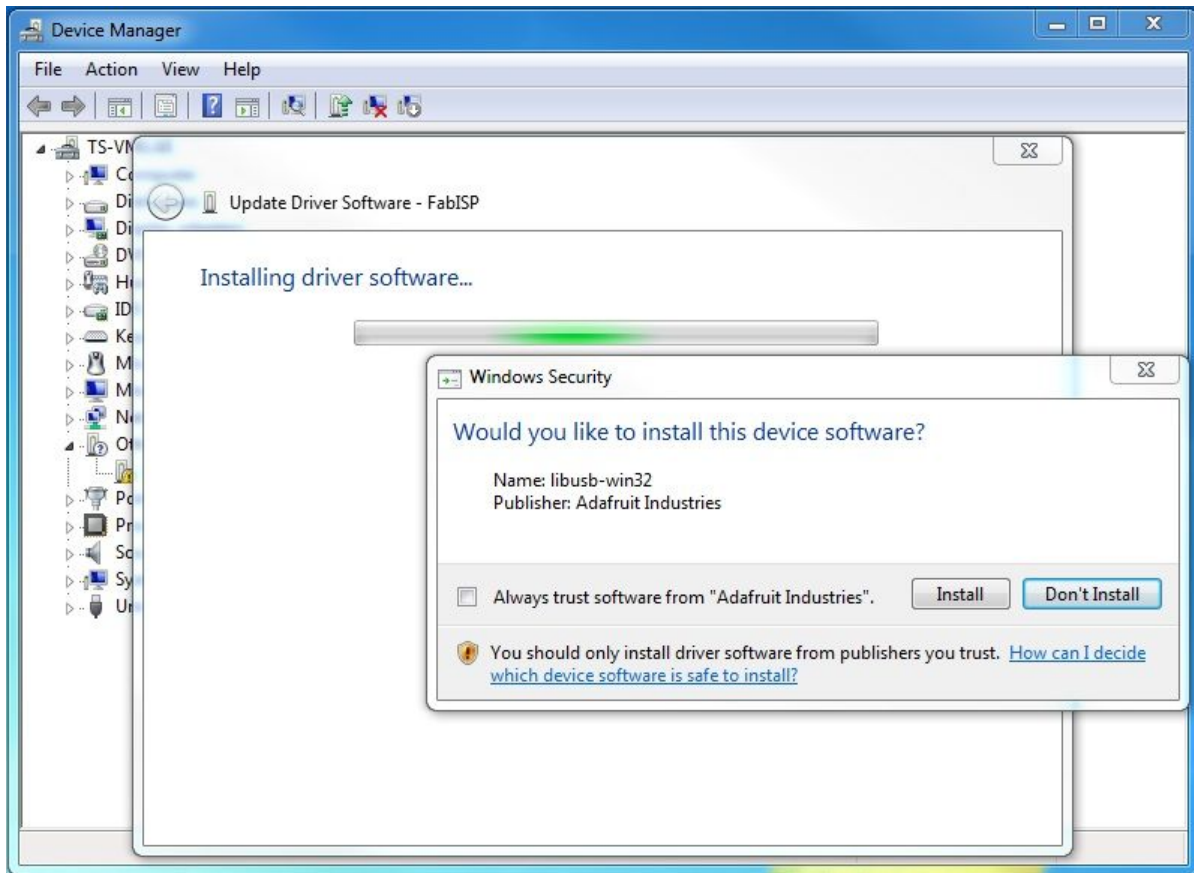 Device Manager
File Action View Help
TS-VM
Update Driver Software - FabISP
Installing driver software...
Windows Security
Would you like to install this device software?
Name: libusb-win32
Publisher: Adafruit Industries
Always trust software from "Adafruit Industries".
Install
Don't Install
You should only install driver software from publishers you trust. How can I decide
which device software is safe to install?